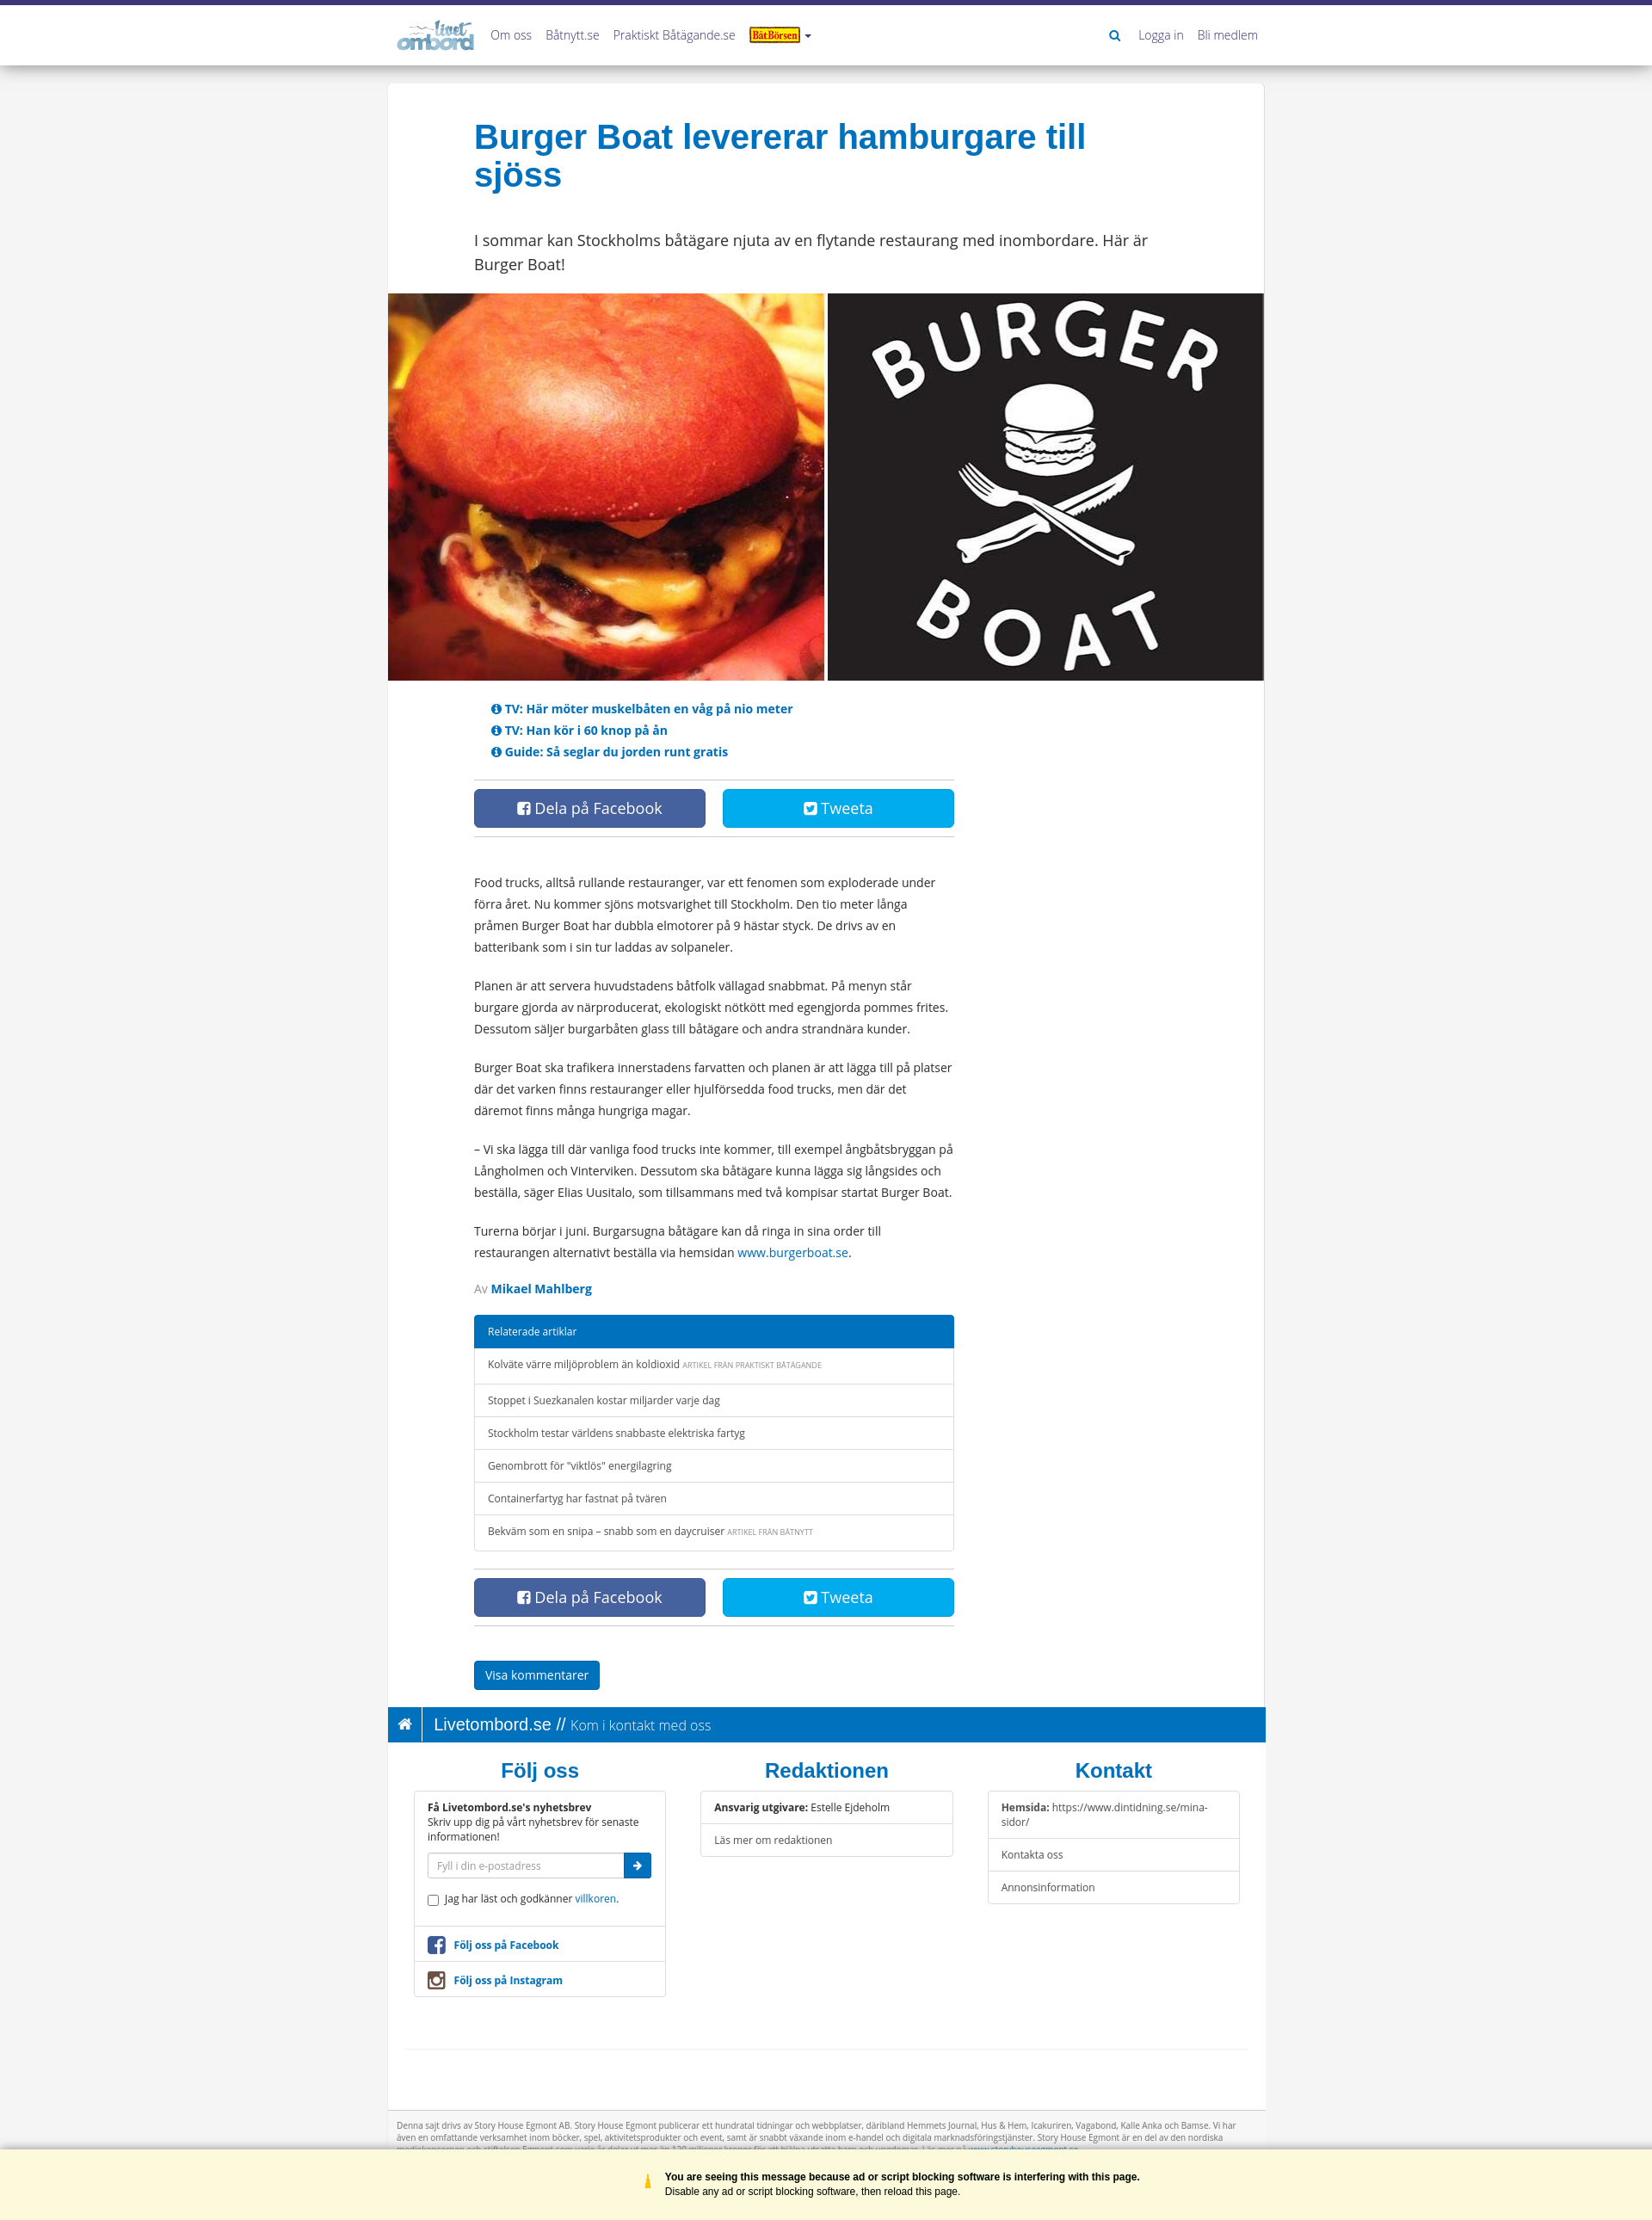 livet
ombord
Om oss
Båtnytt.se
Praktiskt Båtägande.se
BåtBörsen
Logga in
Bli medlem
Burger Boat levererar hamburgare till
sjöss
I sommar kan Stockholms båtägare njuta av en flytande restaurang med inombordare. Här är
Burger Boat!
BURGER
BOAT
TV: Här möter muskelbåten en våg på nio meter
TV: Han kör i 60 knop på ån
Guide: Så seglar du jorden runt gratis
Dela på Facebook
Tweeta
Food trucks, alltså rullande restauranger, var ett fenomen som exploderade under
förra året. Nu kommer sjöns motsvarighet till Stockholm. Den tio meter långa
pråmen Burger Boat har dubbla elmotorer på 9 hästar styck. De drivs av en
batteribank som i sin tur laddas av solpaneler.
Planen är att servera huvudstadens båtfolk vällagad snabbmat. På menyn står
burgare gjorda av närproducerat, ekologiskt nötkött med egengjorda pommes frites.
Dessutom säljer burgarbåten glass till båtägare och andra strandnära kunder.
Burger Boat ska trafikera innerstadens farvatten och planen är att lägga till på platser
där det varken finns restauranger eller hjulförsedda food trucks, men där det
däremot finns många hungriga magar.
– Vi ska lägga till där vanliga food trucks inte kommer, till exempel ångbåtsbryggan på
Långholmen och Vinterviken. Dessutom ska båtägare kunna lägga sig långsides och
beställa, säger Elias Uusitalo, som tillsammans med två kompisar startat Burger Boat.
Turerna börjar i juni. Burgarsugna båtägare kan då ringa in sina order till
restaurangen alternativt beställa via hemsidan www.burgerboat.se.
Av Mikael Mahlberg
Relaterade artiklar
Kolväte värre miljöproblem än koldioxid ARTIKEL FRÅN PRAKTISKT BÅTÄGANDE
Stoppet i Suezkanalen kostar miljarder varje dag
Stockholm testar världens snabbaste elektriska fartyg
Genombrott för "viktlös" energilagring
Containerfartyg har fastnat på tvären
Bekväm som en snipa – snabb som en daycruiser ARTIKEL FRÅN BÅTNYTT
Dela på Facebook
Tweeta
Visa kommentarer
Livetombord.se // Kom i kontakt med oss
Följ oss
Få Livetombord.se's nyhetsbrev
Skriv upp dig på vårt nyhetsbrev för senaste
informationen!
Fyll i din e-postadress
Jag har läst och godkänner villkoren.
Följ oss på Facebook
Följ oss på Instagram
Redaktionen
Ansvarig utgivare: Estelle Ejdeholm
Läs mer om redaktionen
Kontakt
Hemsida: https://www.dintidning.se/mina-
sidor/
Kontakta oss
Annonsinformation
Denna sajt drivs av Story House Egmont AB. Story House Egmont publicerar ett hundratal tidningar och webbplatser, däribland Hemmets Journal, Hus & Hem, Icakuriren, Vagabond, Kalle Anka och Bamse. Vi har
även en omfattande verksamhet inom böcker, spel, aktivitetsprodukter och event, samt är snabbt växande inom e-handel och digitala marknadsföringstjänster. Story House Egmont är en del av den nordiska
You are seeing this message because ad or script blocking software is interfering with this page.
Disable any ad or script blocking software, then reload this page.